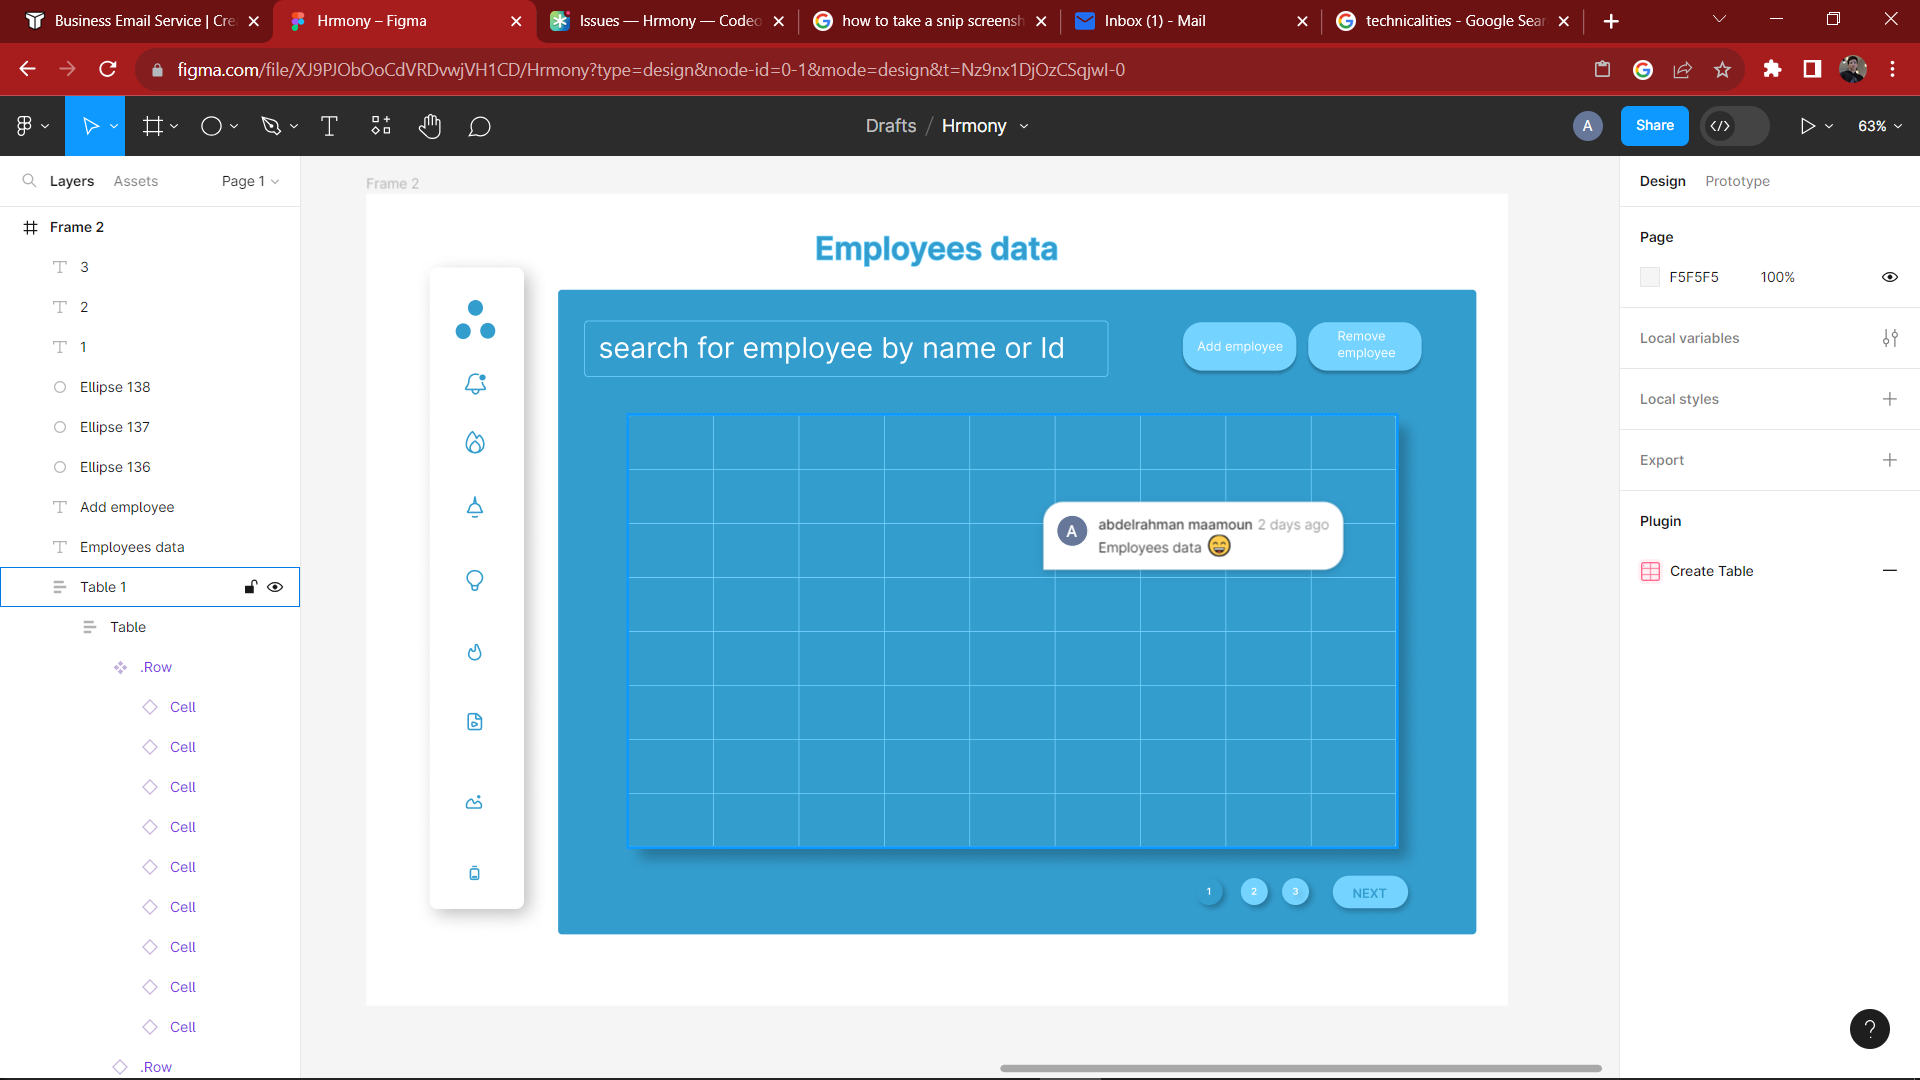 Business Email Service | Cre
Hrmony – Figma
Issues — Hrmony — Codec
how to take a snip screensh
Inbox (1) - Mail
technicalities - Google Sear
figma.com/file/XJ9PJObOoCdVRDvwjVH1CD/Hrmony?type=design&node-id=0-1&mode=design&t=Nz9nx1DjOzCSqjwI-0
Drafts / Hrmony
A
Share
63%
Layers
Assets
Page 1
Frame 2
3
2
1
Ellipse 138
Ellipse 137
Ellipse 136
Add employee
Employees data
Table 1
Table
.Row
Cell
Cell
Cell
Cell
Cell
Cell
Cell
Cell
Cell
.Row
Frame 2
Employees data
search for employee by name or Id
Add employee
Remove
employee
A
abdelrahman maamoun 2 days ago
Employees data 😄
1
2
3
NEXT
Design
Prototype
Page
F5F5F5
100%
Local variables
Local styles
Export
Plugin
Create Table
?